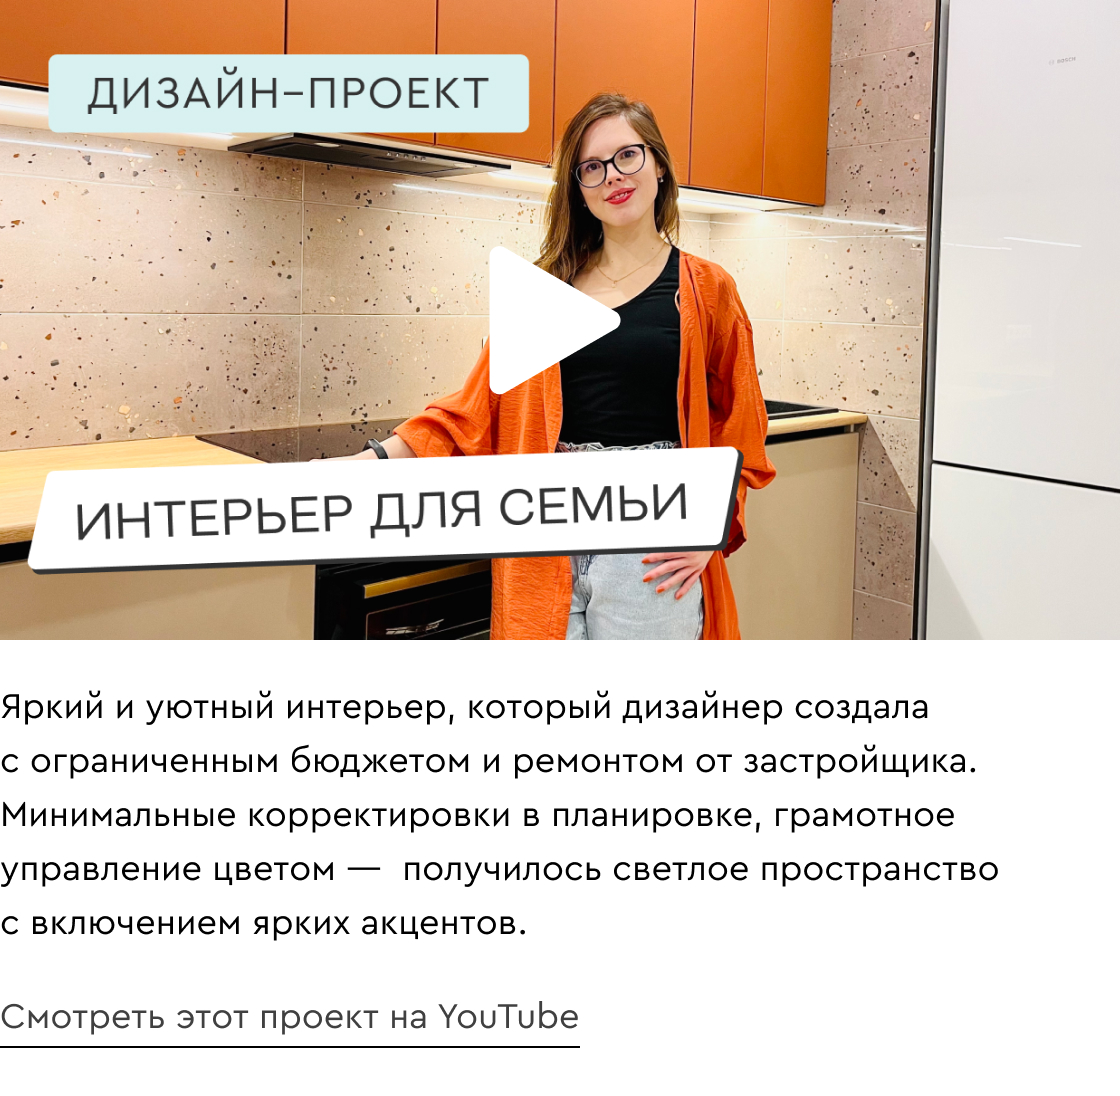 ДИЗАЙН-ПРОЕКТ
BOSCH
ИНТЕРЬЕР ДЛЯ СЕМЬИ
Яркий и уютный интерьер, который дизайнер создала
с ограниченным бюджетом и ремонтом от застройщика.
Минимальные корректировки в планировке, грамотное
управление цветом — получилось светлое пространство
с включением ярких акцентов.
Смотреть этот проект на YouTube